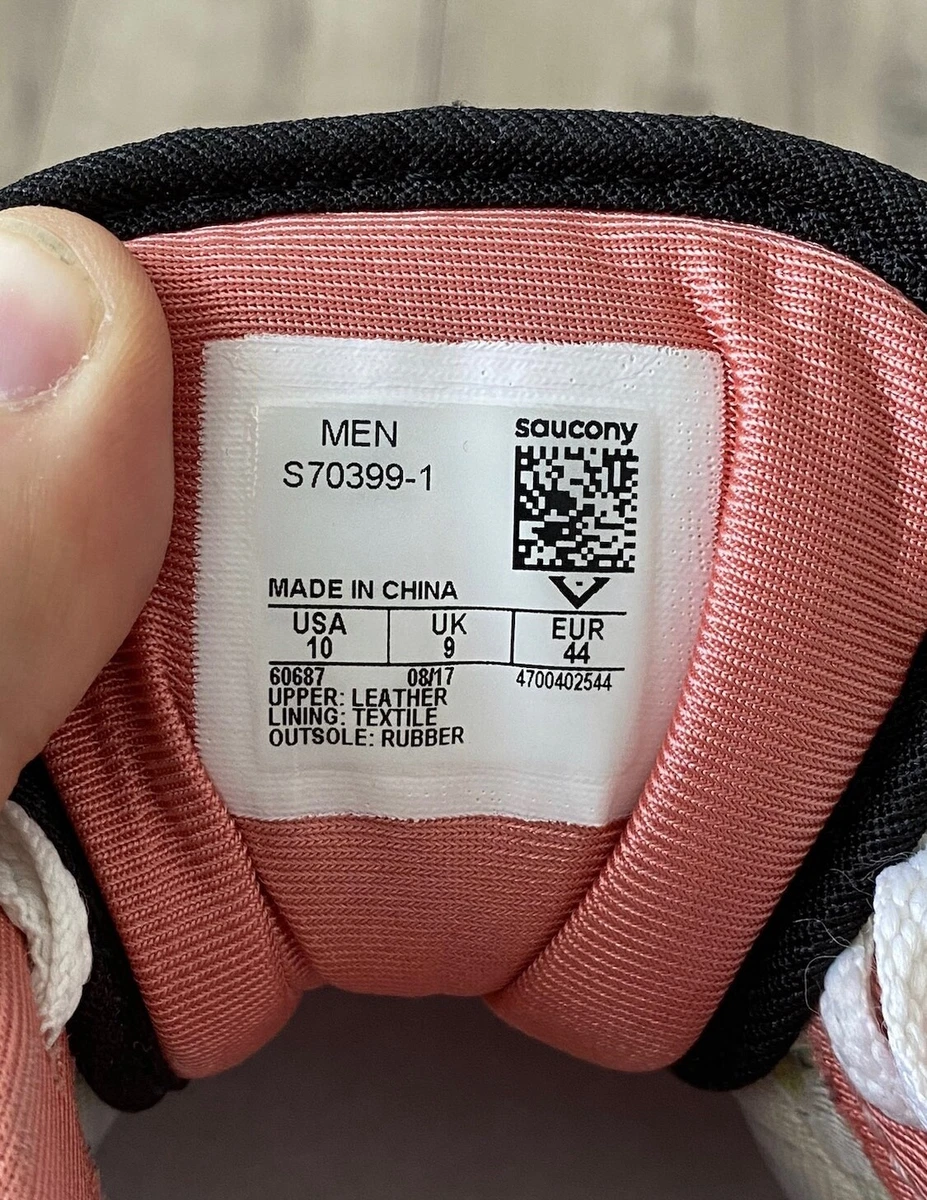 MEN
S70399-1
saucony
MADE IN CHINA
USA UK EUR
10 9 44
60687 08/17 4700402544
UPPER: LEATHER
LINING: TEXTILE
OUTSOLE: RUBBER